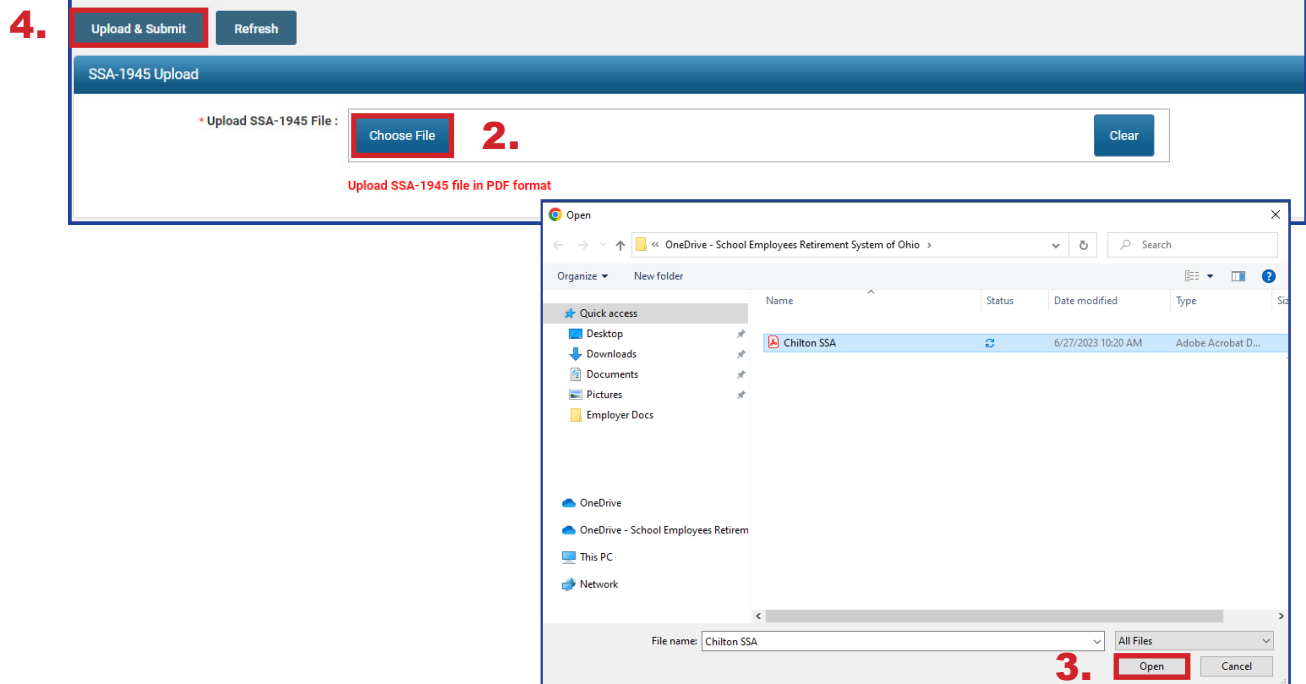 4.
Upload & Submit Refresh
SSA-1945 Upload
* Upload SSA-1945 File :
Choose File
2.
Clear
Upload SSA-1945 file in PDF format
Open
« OneDrive - School Employees Retirement System of Ohio ›
Search
Organize New folder
Name Status Date modified Type Siz
Quick access
Desktop
Chilton SSA 6/27/2023 10:20 AM Adobe Acrobat D...
Downloads
Documents
Pictures
Employer Docs
OneDrive
OneDrive - School Employees Retirem
This PC
Network
File name: Chilton SSA All Files
3.
Open Cancel